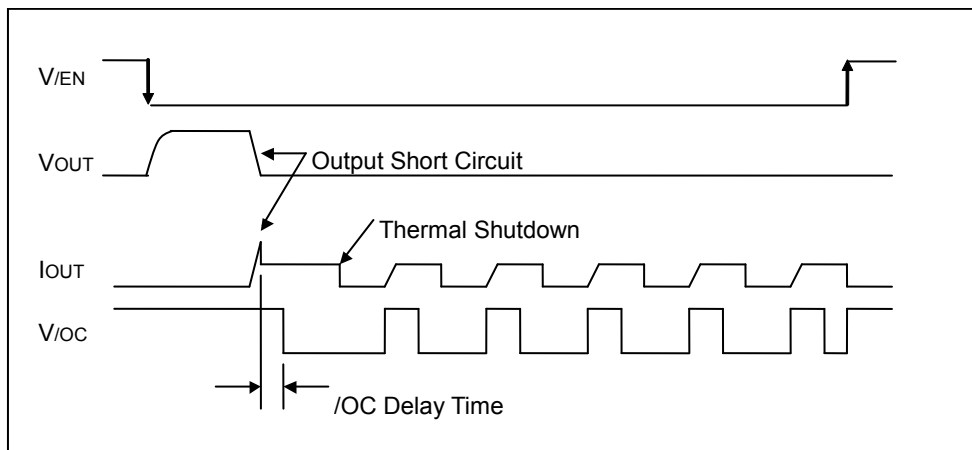 V/EN
VOUT
Output Short Circuit
Thermal Shutdown
IOUT
V/OC
/OC Delay Time